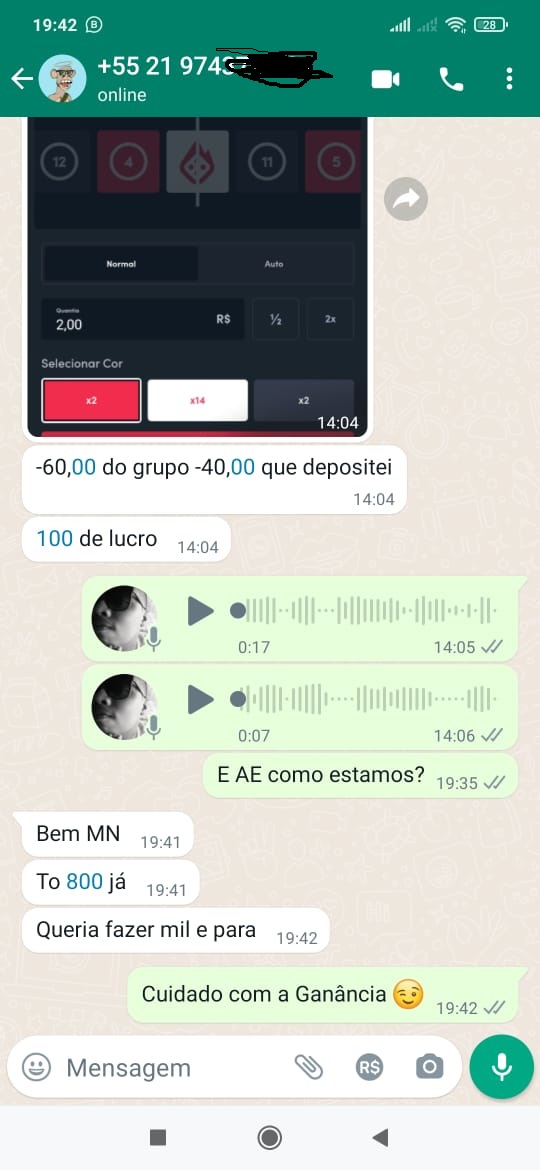 19:42
28
+55 21 974
online
12
4
11
5
Normal
Auto
Quantia
2,00
R$
½
2x
Selecionar Cor
x2
x14
x2
14:04
-60,00 do grupo -40,00 que depositei
14:04
100 de lucro 14:04
0:17 14:05
0:07 14:06
E AE como estamos? 19:35
Bem MN 19:41
To 800 já 19:41
Queria fazer mil e para 19:42
Cuidado com a Ganância 😉 19:42
Mensagem
R$